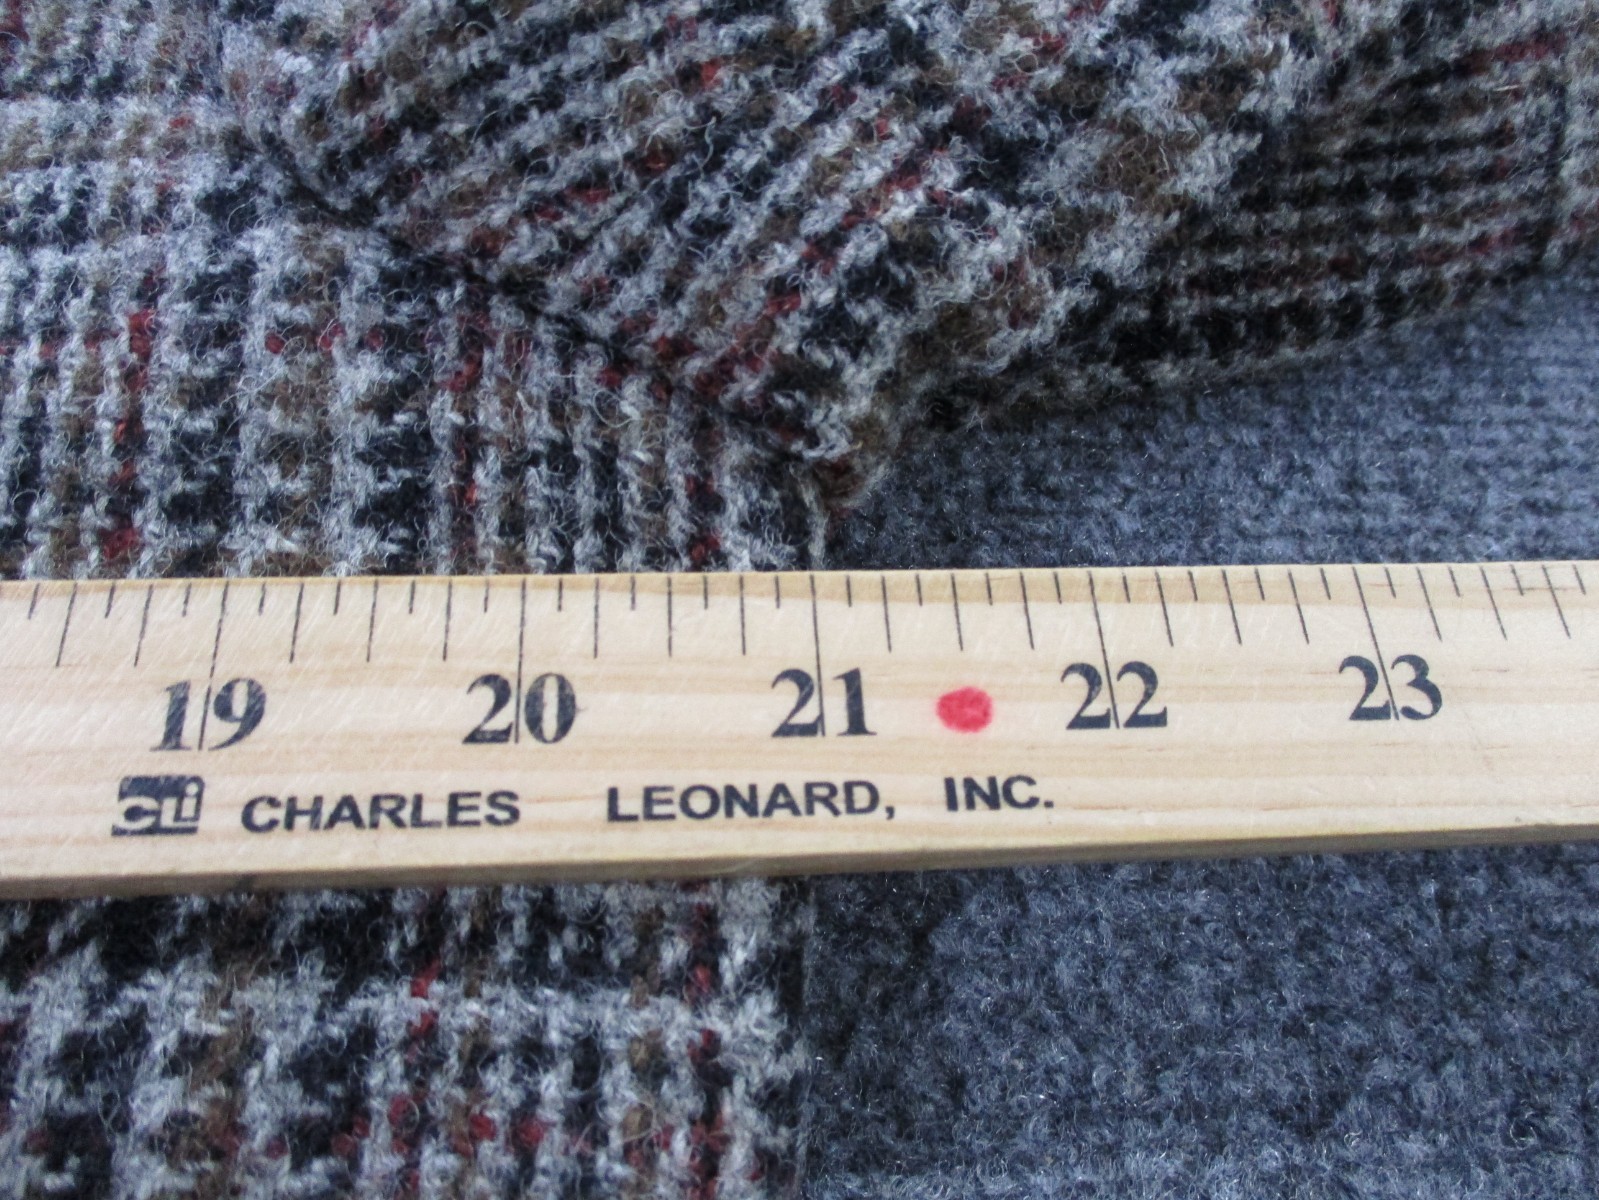 19 20 21 22 23
CLi CHARLES LEONARD, INC.